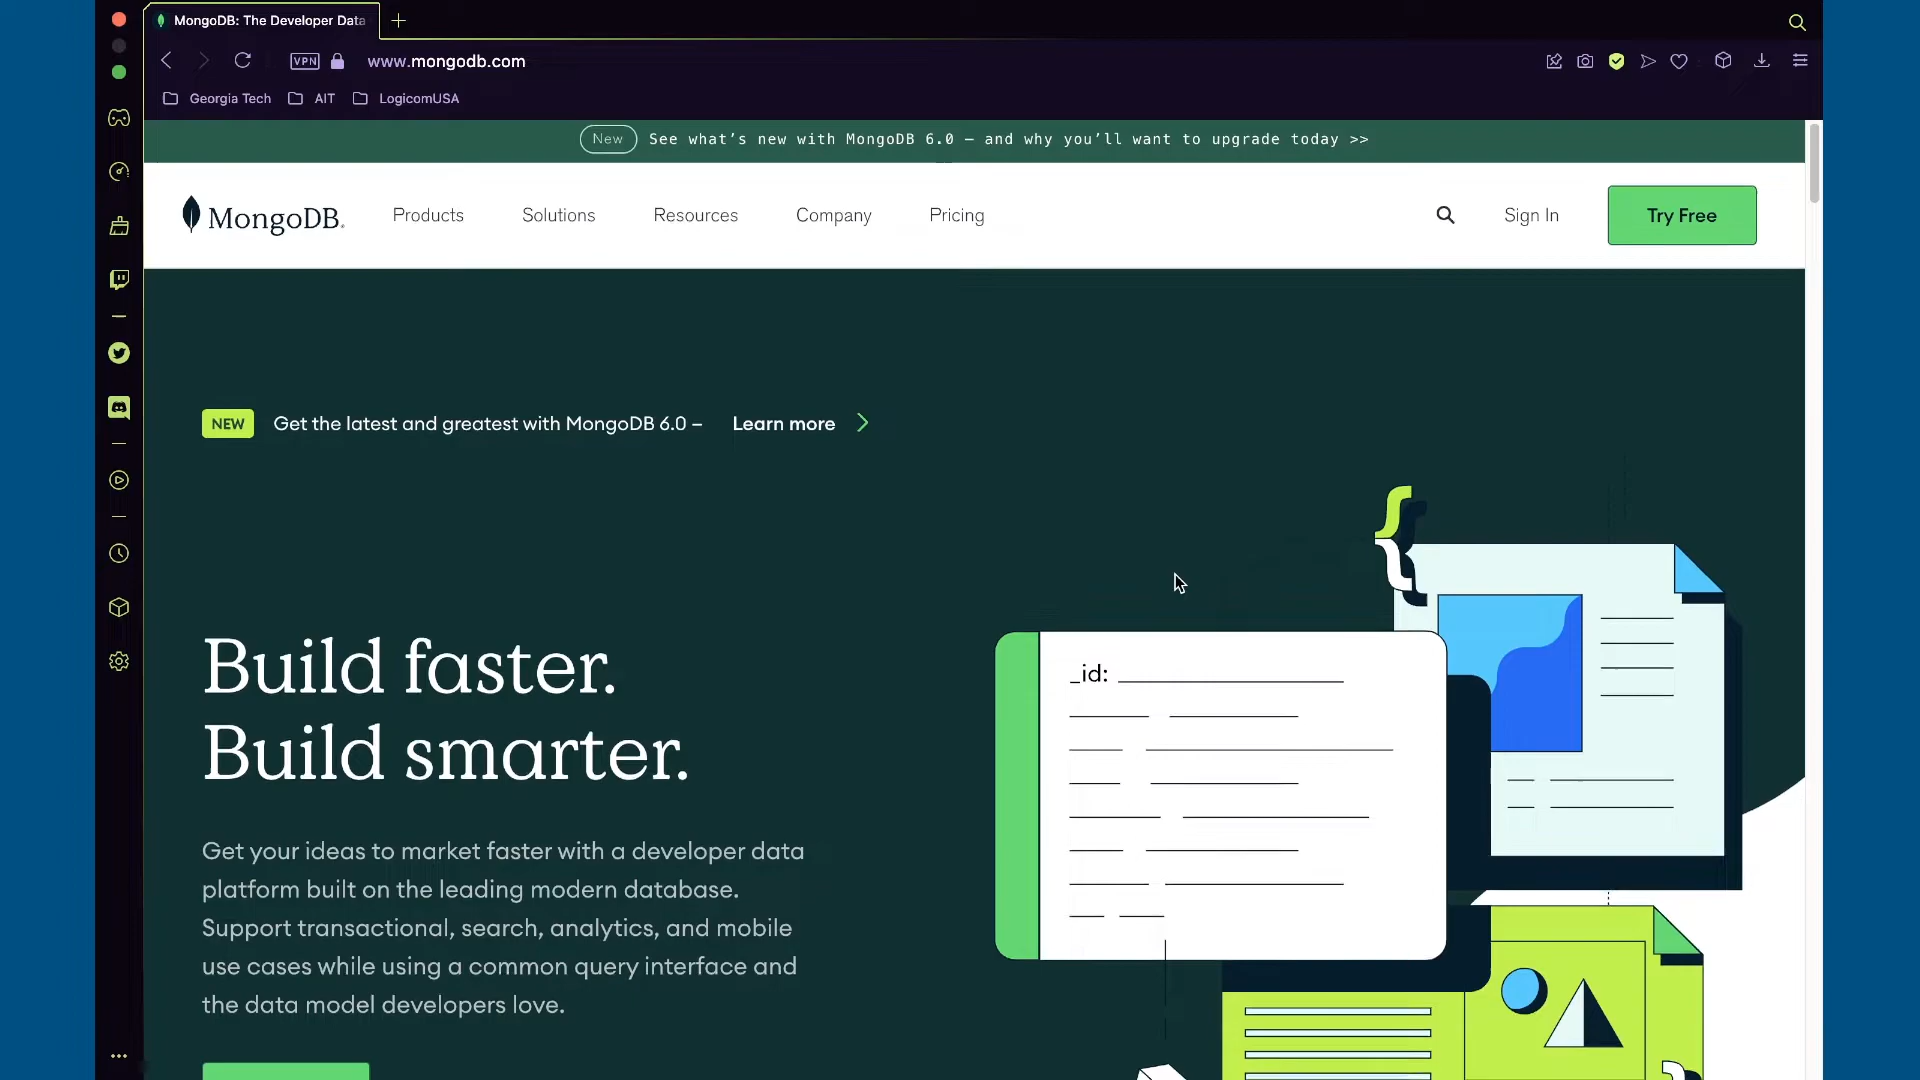 MongoDB: The Developer Data
VPN www.mongodb.com
Georgia Tech AIT LogicomUSA
New See what’s new with MongoDB 6.0 — and why you’ll want to upgrade today >>
MongoDB. Products Solutions Resources Company Pricing Sign In Try Free
NEW Get the latest and greatest with MongoDB 6.0 – Learn more
Build faster.
Build smarter.
_id:
Get your ideas to market faster with a developer data
platform built on the leading modern database.
Support transactional, search, analytics, and mobile
use cases while using a common query interface and
the data model developers love.